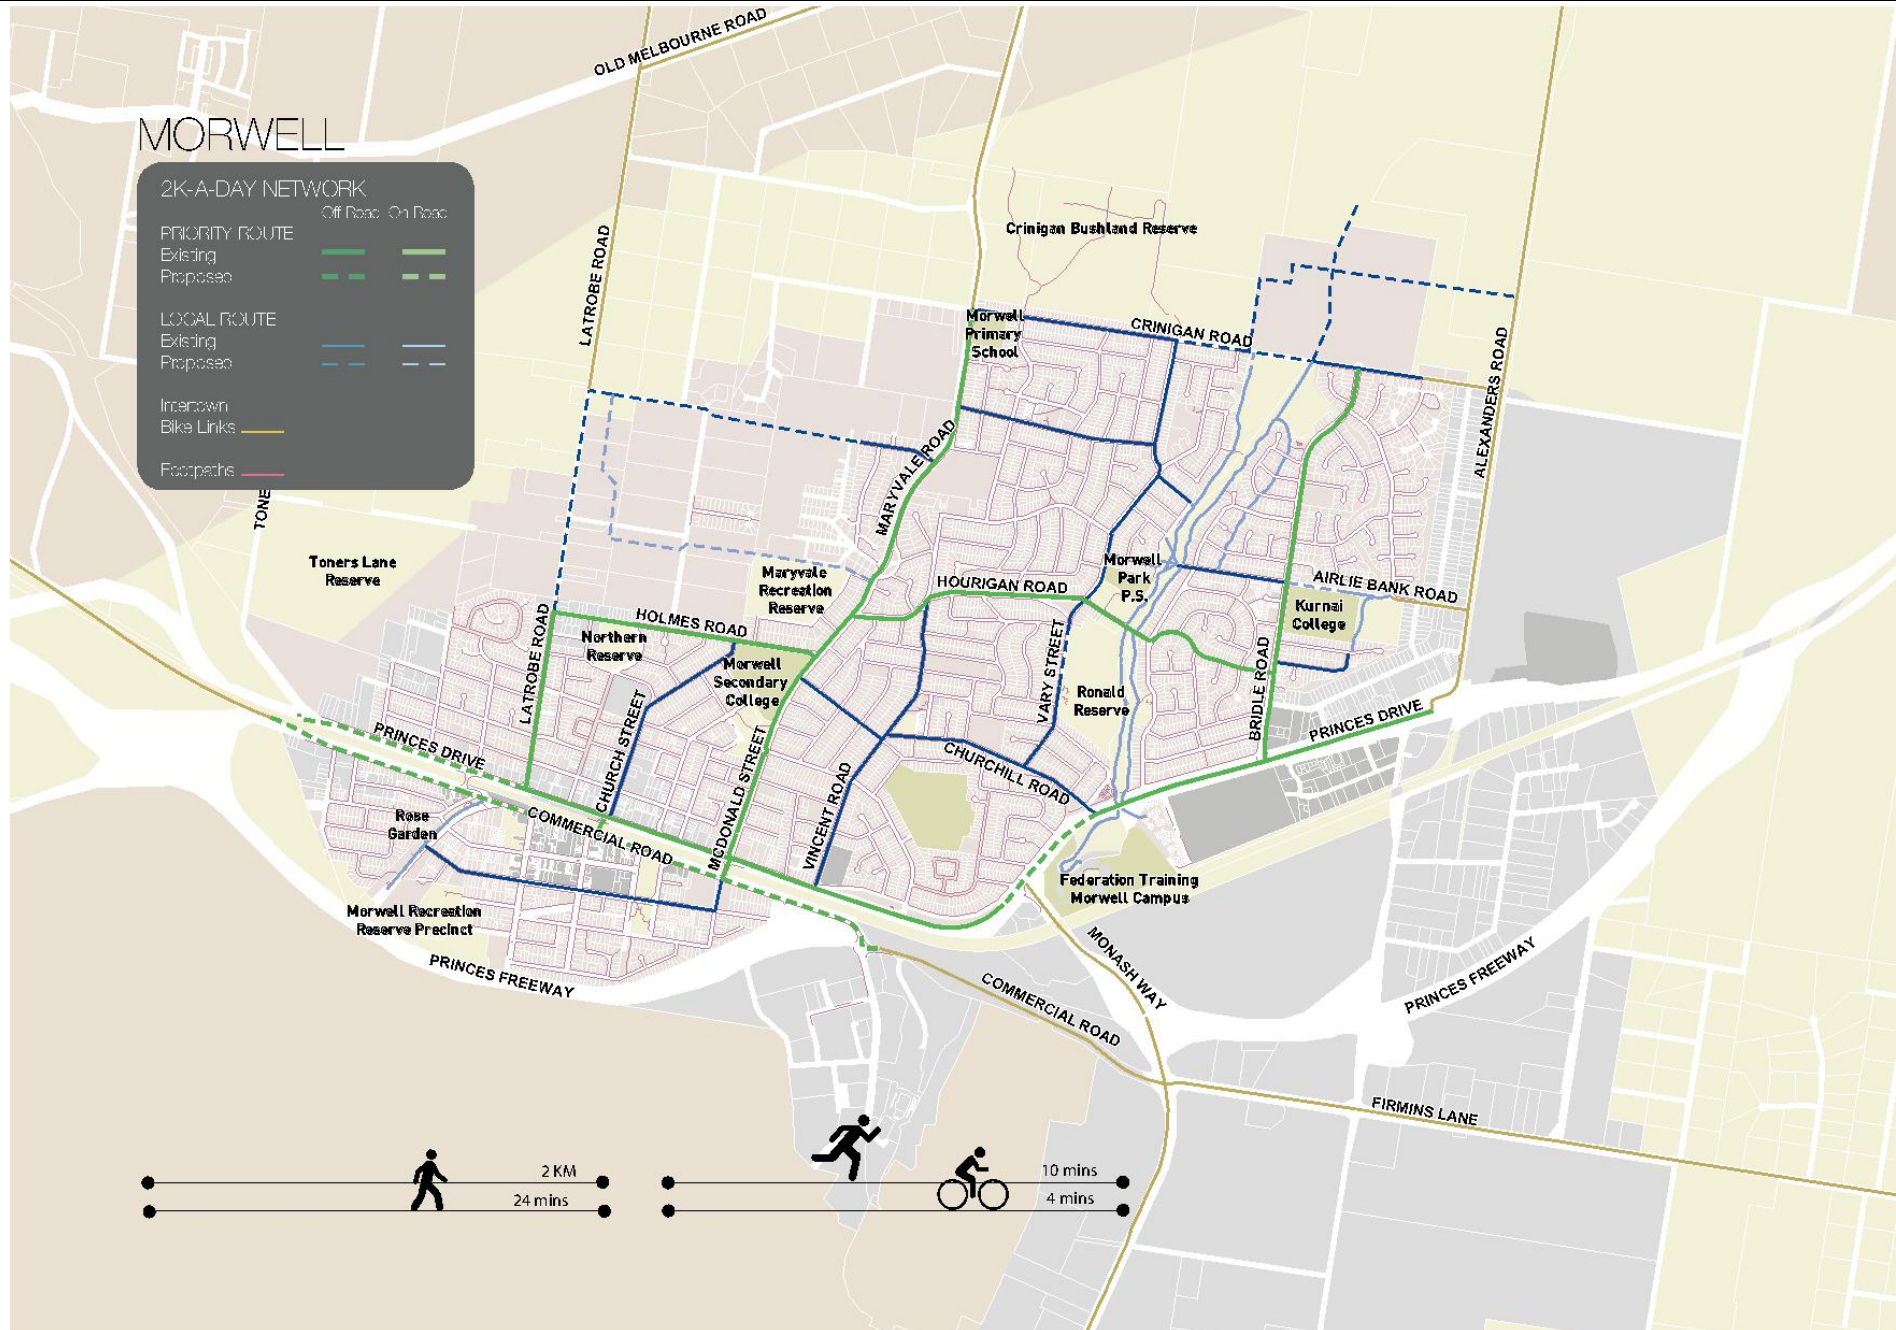 OLD MELBOURNE ROAD
MORWELL
2K-A-DAY NETWORK
Off Road On Road
PRIORITY ROUTE
Existing
Proposed
LOCAL ROUTE
Existing
Proposed
Intertown
Bike Links
Footpaths
LATROBE ROAD
Crinigan Bushland Reserve
Morwell
Primary
School
CRINIGAN ROAD
ALEXANDERS ROAD
MARYVALE ROAD
TONE
Toners Lane
Reserve
Maryvale
Recreation
Reserve
HOURIGAN ROAD
Morwell
Park
P.S.
AIRLIE BANK ROAD
Kurnai
College
HOLMES ROAD
Northern
Reserve
LATROBE ROAD
Morwell
Secondary
College
VARY STREET
Ronald
Reserve
BRIDLE ROAD
PRINCES DRIVE
PRINCES DRIVE
CHURCH STREET
MCDONALD STREET
VINCENT ROAD
CHURCHILL ROAD
Rose
Garden
COMMERCIAL ROAD
Federation Training
Morwell Campus
Morwell Recreation
Reserve Precinct
PRINCES FREEWAY
MONASH WAY
COMMERCIAL ROAD
PRINCES FREEWAY
FIRMINS LANE
2 KM
24 mins
10 mins
4 mins